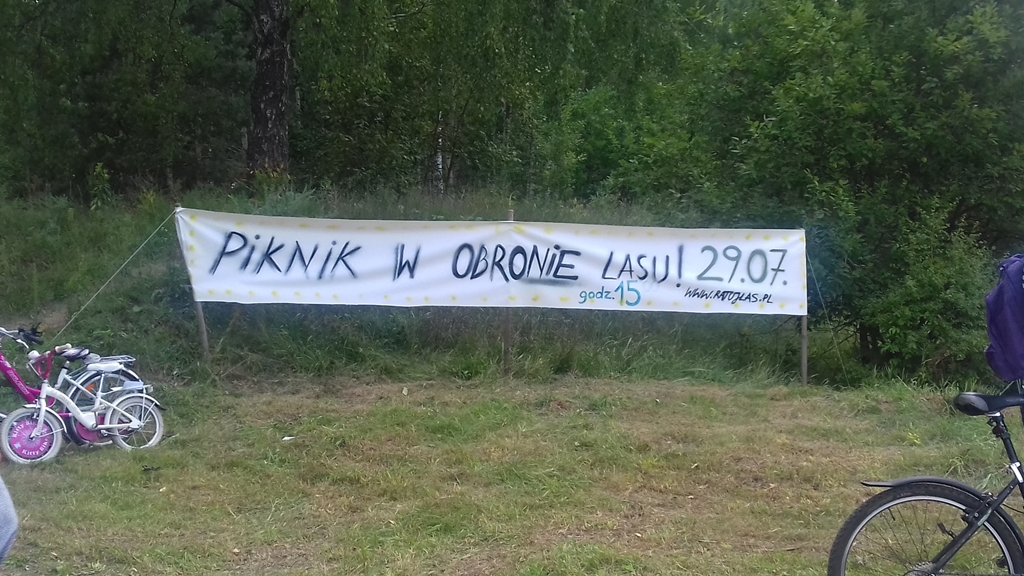 PiKNiK W OBRONIE LASU! 29.07.
godz. 15 WWW.RATUJLAS.PL